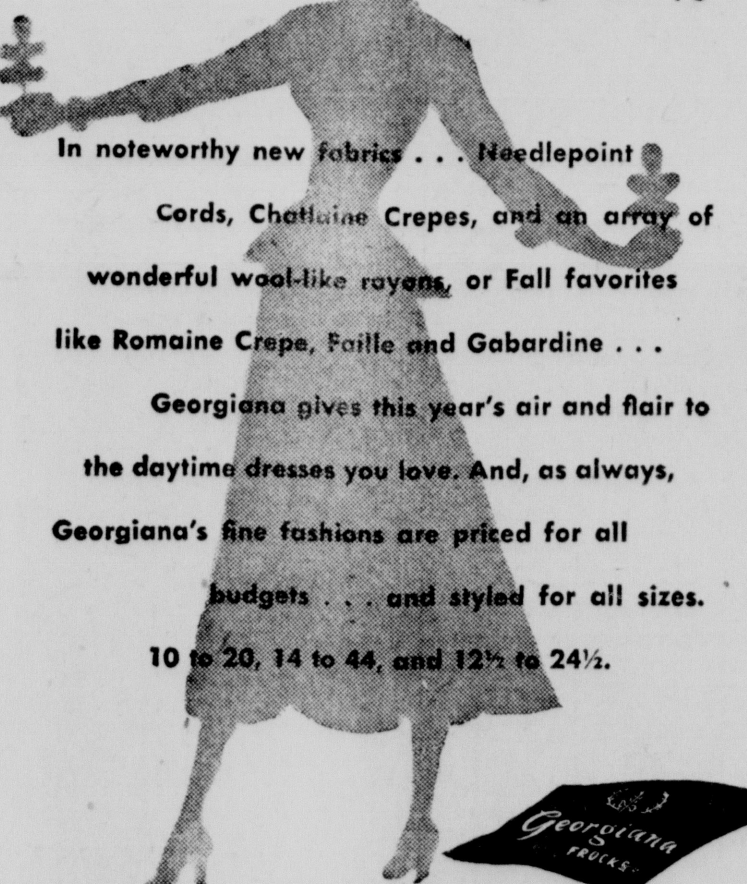 In noteworthy new fabrics . . . Needlepoint
Cords, Chatlaine Crepes, and an array of
wonderful wool-like rayons, or Fall favorites
like Romaine Crepe, Faille and Gabardine . . .
Georgiana gives this year's air and flair to
the daytime dresses you love. And, as always,
Georgiana's fine fashions are priced for all
budgets . . . and styled for all sizes.
10 to 20, 14 to 44, and 12½ to 24½.
Georgiana
FROCKS